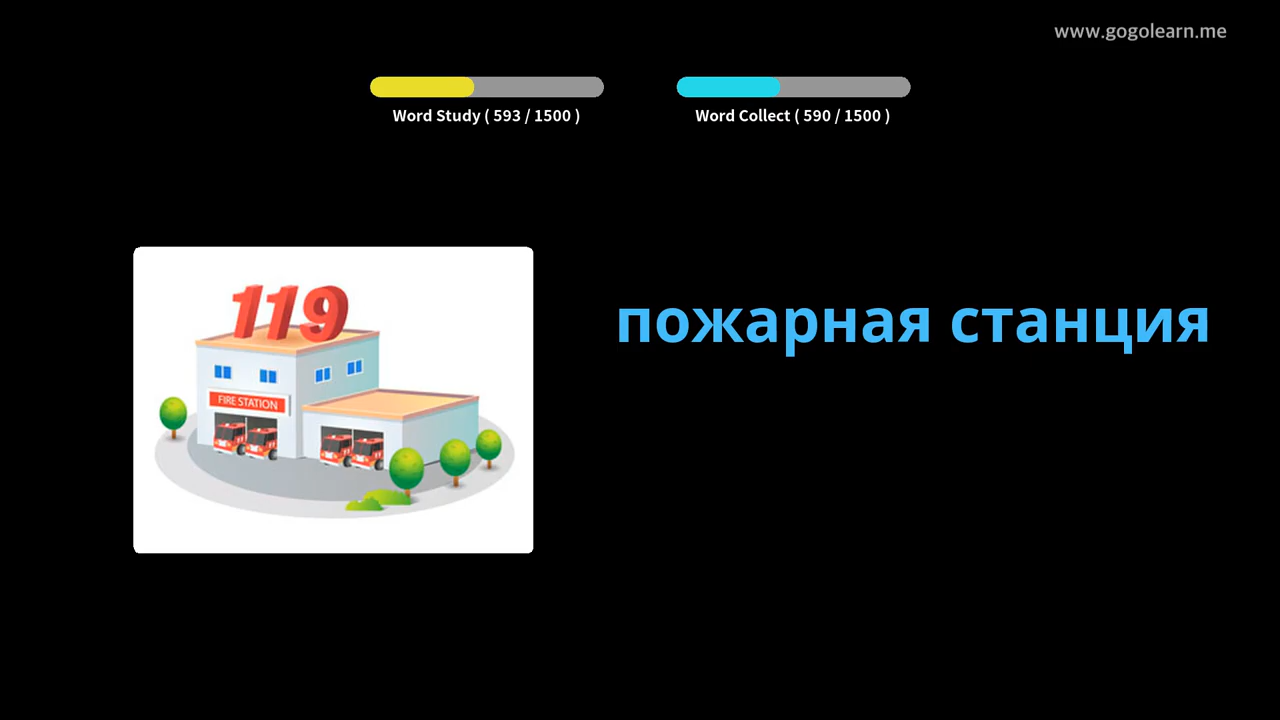 www.gogolearn.me
Word Study ( 593 / 1500 )
Word Collect ( 590 / 1500 )
119
FIRE STATION
пожарная станция